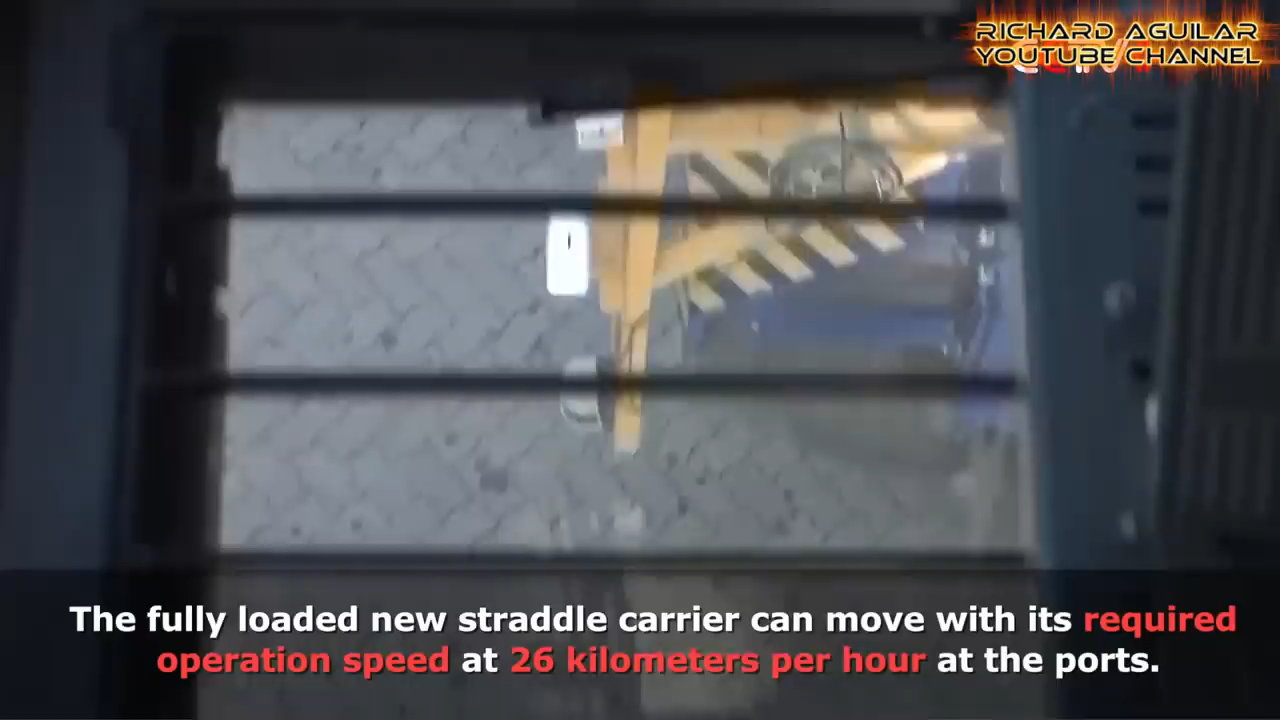 RICHARD AGUILAR
YOUTUBE CHANNEL
The fully loaded new straddle carrier can move with its required
operation speed at 26 kilometers per hour at the ports.